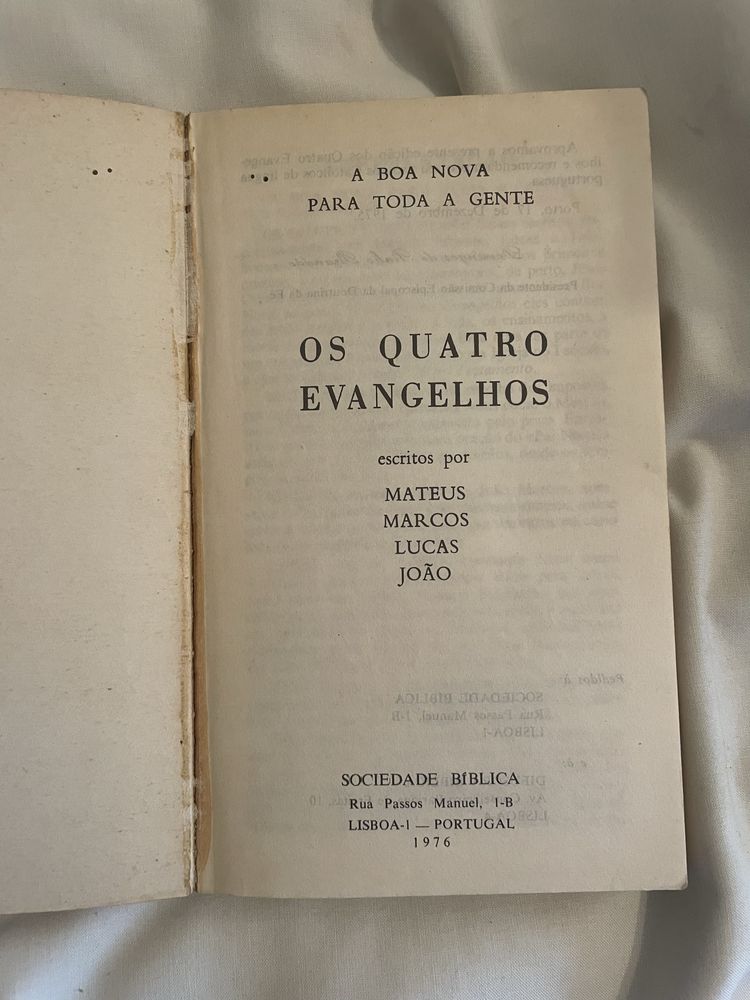 A BOA NOVA
PARA TODA A GENTE
OS QUATRO
EVANGELHOS
escritos por
MATEUS
MARCOS
LUCAS
JOÃO
SOCIEDADE BÍBLICA
Rua Passos Manuel, 1-B
LISBOA-1 — PORTUGAL
1976